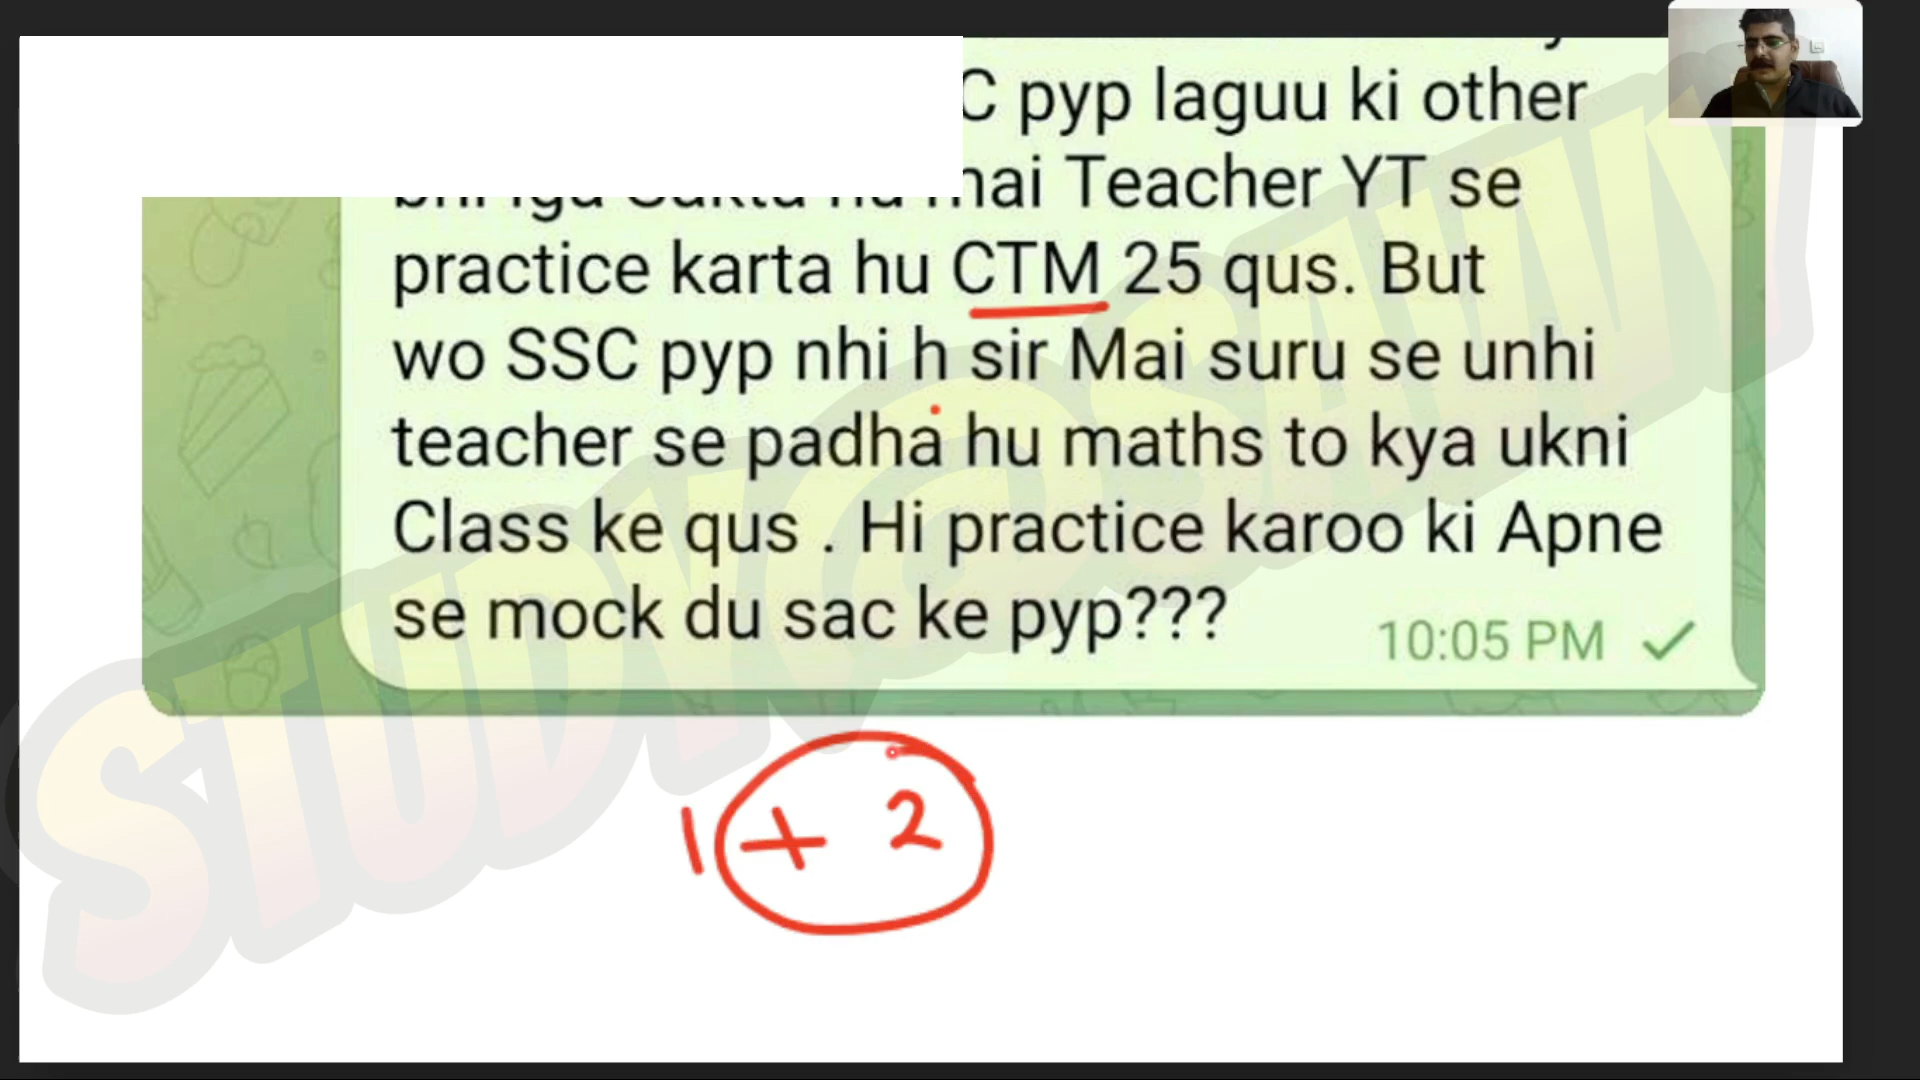 C pyp laguu ki other
mai Teacher YT se
practice karta hu CTM 25 qus. But
wo SSC pyp nhi h sir Mai suru se unhi
teacher se padha hu maths to kya ukni
Class ke qus . Hi practice karoo ki Apne
se mock du sac ke pyp???
10:05 PM
1 + 2
STUDY@SAWY